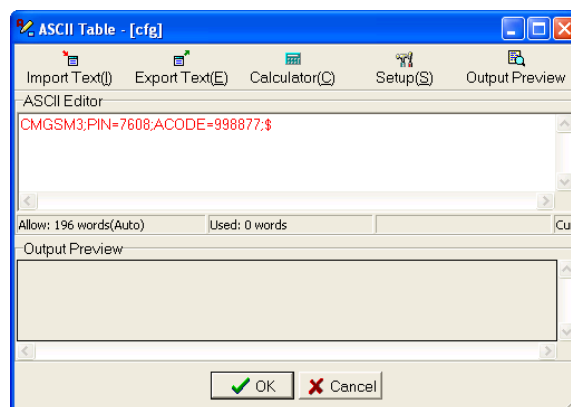 ASCII Table - [cfg]
Import Text(I) Export Text(E) Calculator(C) Setup(S) Output Preview
ASCII Editor
CMGSM3;PIN=7608;ACODE=998877;$
Allow: 196 words(Auto) Used: 0 words Cu
Output Preview
OK Cancel